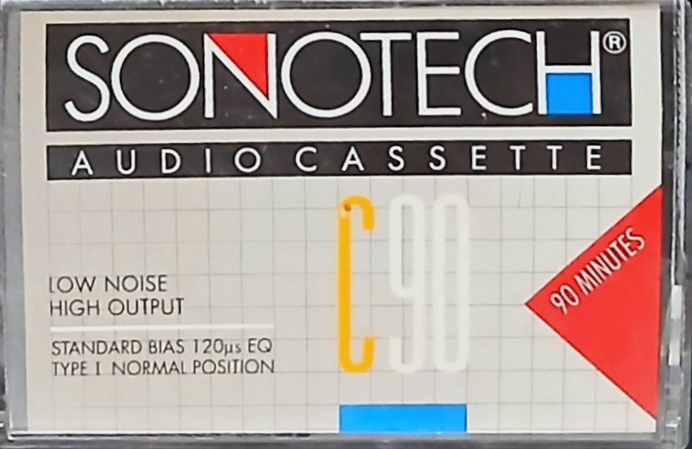 SONOTECH®
AUDIO CASSETTE
C90
90 MINUTES
LOW NOISE
HIGH OUTPUT
STANDARD BIAS 120µs EQ
TYPE I NORMAL POSITION